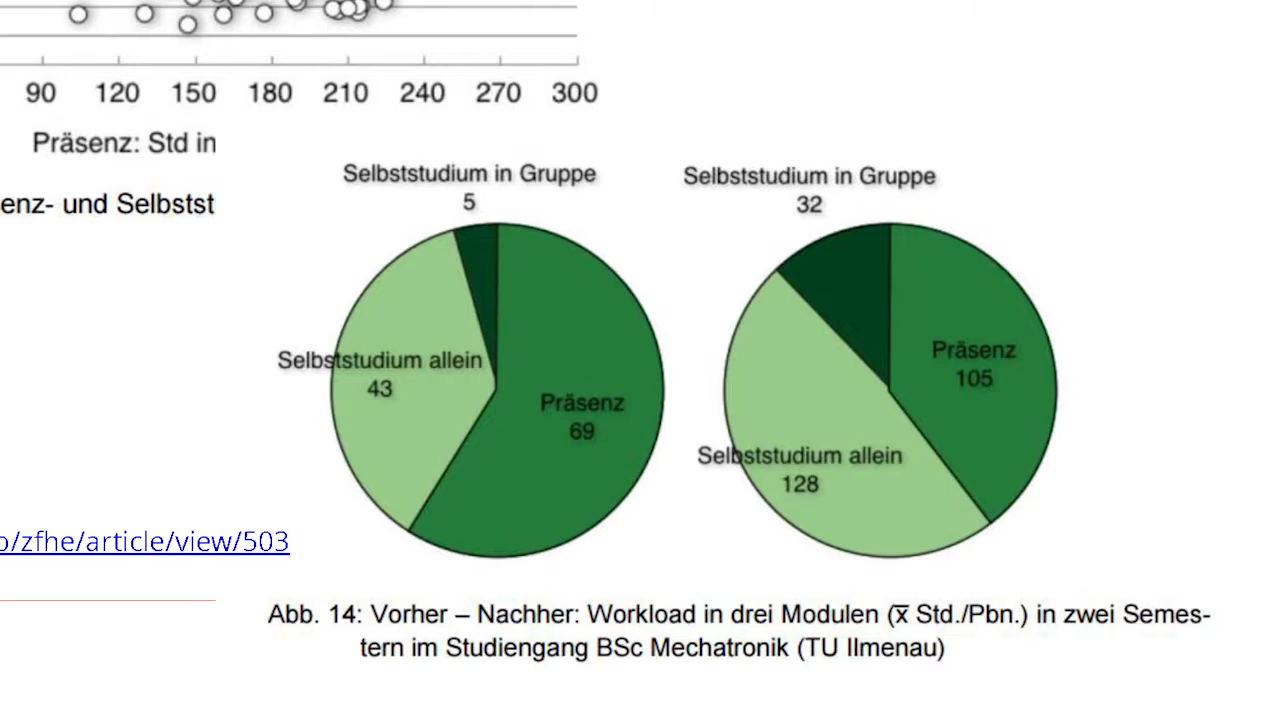 90 120 150 180 210 240 270 300
Präsenz: Std in
enz- und Selbstst
Selbststudium in Gruppe
5
Selbststudium allein
43
Präsenz
69
Selbststudium in Gruppe
32
Präsenz
105
Selbststudium allein
128
o/zfhe/article/view/503
Abb. 14: Vorher – Nachher: Workload in drei Modulen (x̅ Std./Pbn.) in zwei Semes-
tern im Studiengang BSc Mechatronik (TU Ilmenau)